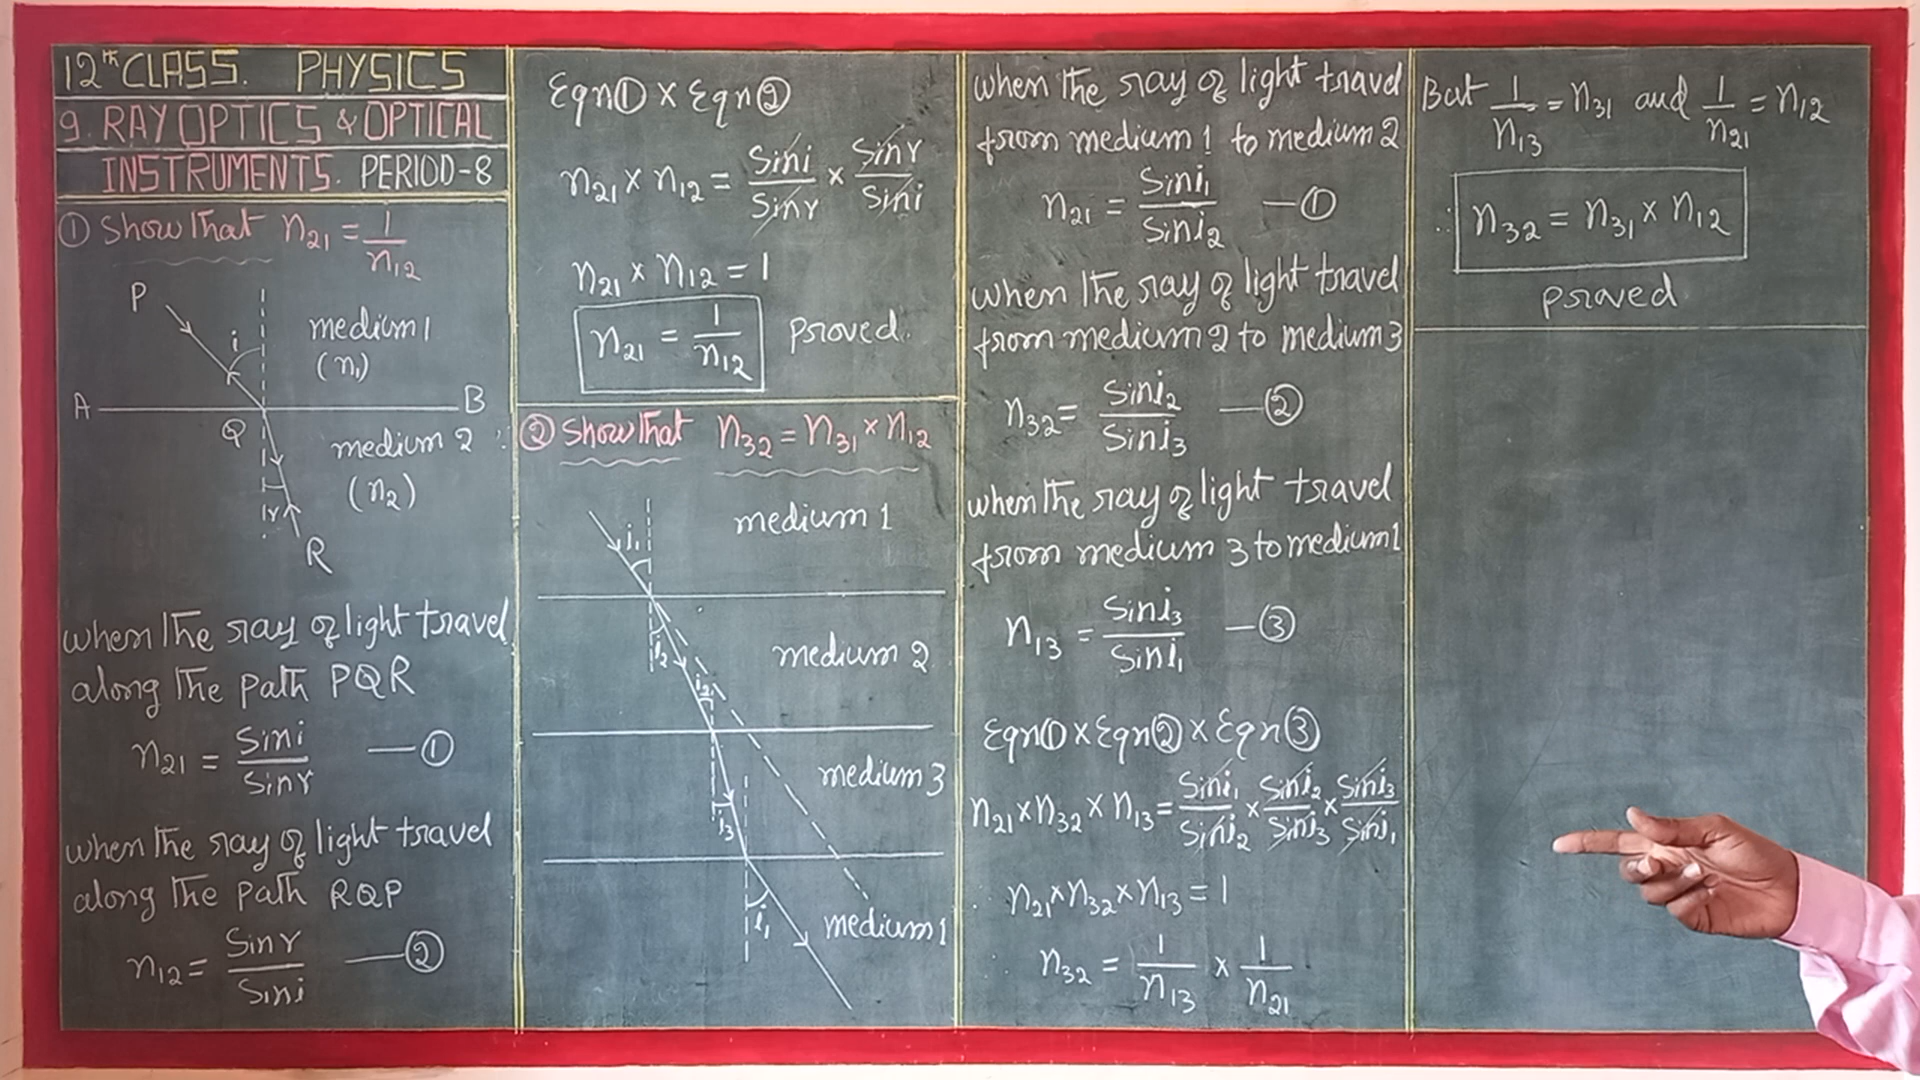 12th CLASS. PHYSICS
9. RAY OPTICS & OPTICAL
INSTRUMENTS. PERIOD-8
① Show that n₂₁ = 1/n₁₂
P
i
medium 1
(n₁)
A
B
Q
medium 2
(n₂)
r
R
when the ray of light travel
along the path PQR
n₂₁ = Sini/Sinr —①
when the ray of light travel
along the path RQP
n₁₂ = Sinr/Sini —②
Eqn① × Eqn②
n₂₁ × n₁₂ = Sini/Sinr × Sinr/Sini
n₂₁ × n₁₂ = 1
n₂₁ = 1/n₁₂ proved.
② Show that n₃₂ = n₃₁ × n₁₂
medium 1
i₁
i₂
medium 2
i₂
medium 3
i₃
i₁
medium 1
when the ray of light travel
from medium 1 to medium 2
n₂₁ = Sini₁/Sini₂ —①
when the ray of light travel
from medium 2 to medium 3
n₃₂ = Sini₂/Sini₃ —②
when the ray of light travel
from medium 3 to medium 1
n₁₃ = Sini₃/Sini₁ —③
Eqn① × Eqn② × Eqn③
n₂₁ × n₃₂ × n₁₃ = Sini₁/Sini₂ × Sini₂/Sini₃ × Sini₃/Sini₁
∴ n₂₁ × n₃₂ × n₁₃ = 1
∴ n₃₂ = 1/n₁₃ × 1/n₂₁
But 1/n₁₃ = n₃₁ and 1/n₂₁ = n₁₂
∴ n₃₂ = n₃₁ × n₁₂
proved